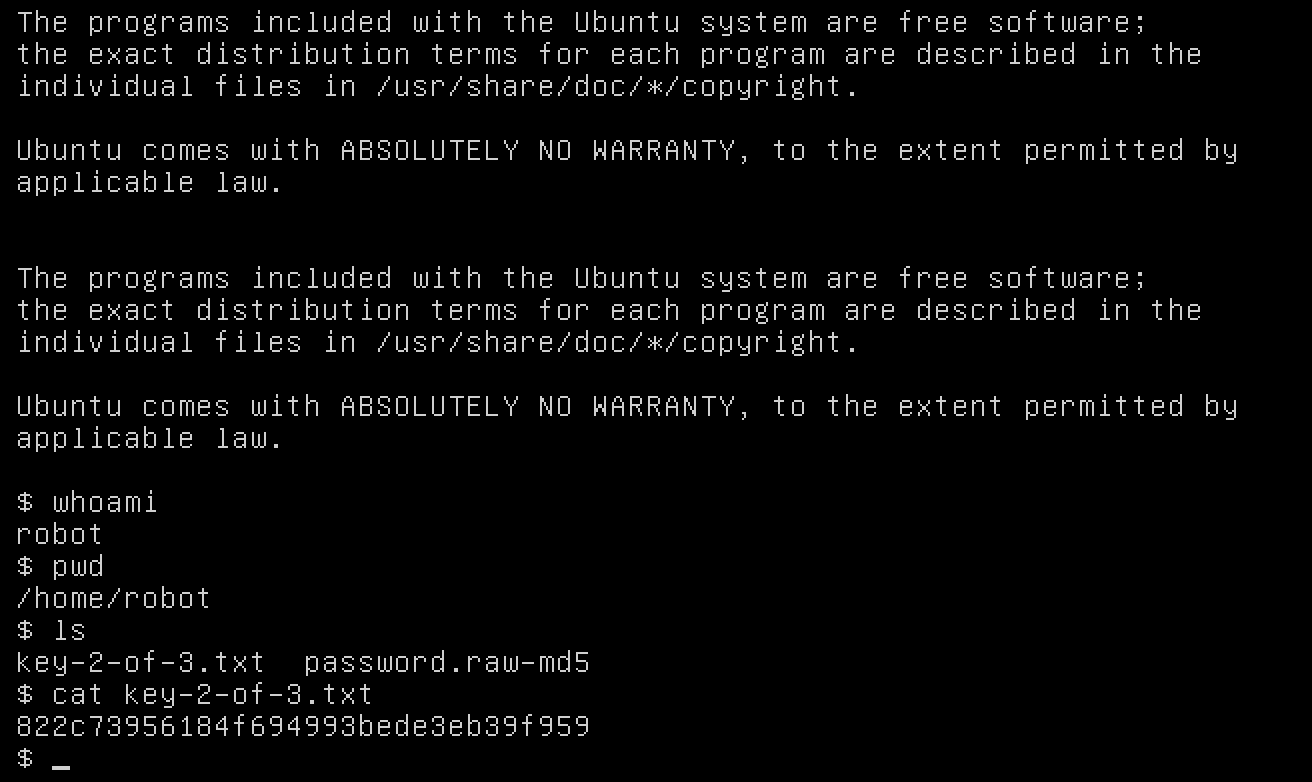 The programs included with the Ubuntu system are free software;
the exact distribution terms for each program are described in the
individual files in /usr/share/doc/*/copyright.
Ubuntu comes with ABSOLUTELY NO WARRANTY, to the extent permitted by
applicable law.
The programs included with the Ubuntu system are free software;
the exact distribution terms for each program are described in the
individual files in /usr/share/doc/*/copyright.
Ubuntu comes with ABSOLUTELY NO WARRANTY, to the extent permitted by
applicable law.
$ whoami
robot
$ pwd
/home/robot
$ ls
key-2-of-3.txt  password.raw-md5
$ cat key-2-of-3.txt
822c73956184f694993bede3eb39f959
$ _